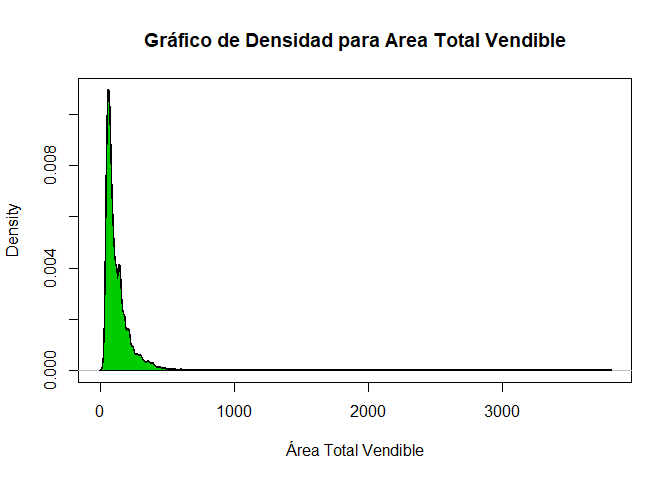 Gráfico de Densidad para Area Total Vendible
Density
0.008
0.004
0.000
0 1000 2000 3000
Área Total Vendible